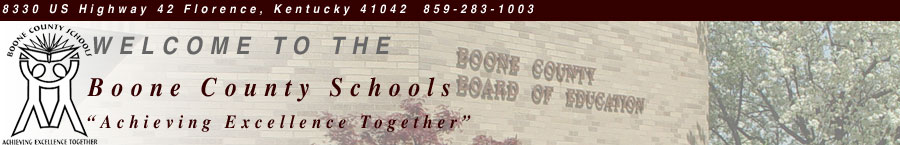 8330 US Highway 42 Florence, Kentucky 41042 859-283-1003
WELCOME TO THE
Boone County Schools
“Achieving Excellence Together”
BOONE COUNTY SCHOOLS
ACHIEVING EXCELLENCE TOGETHER
BOONE COUNTY
BOARD OF EDUCATION